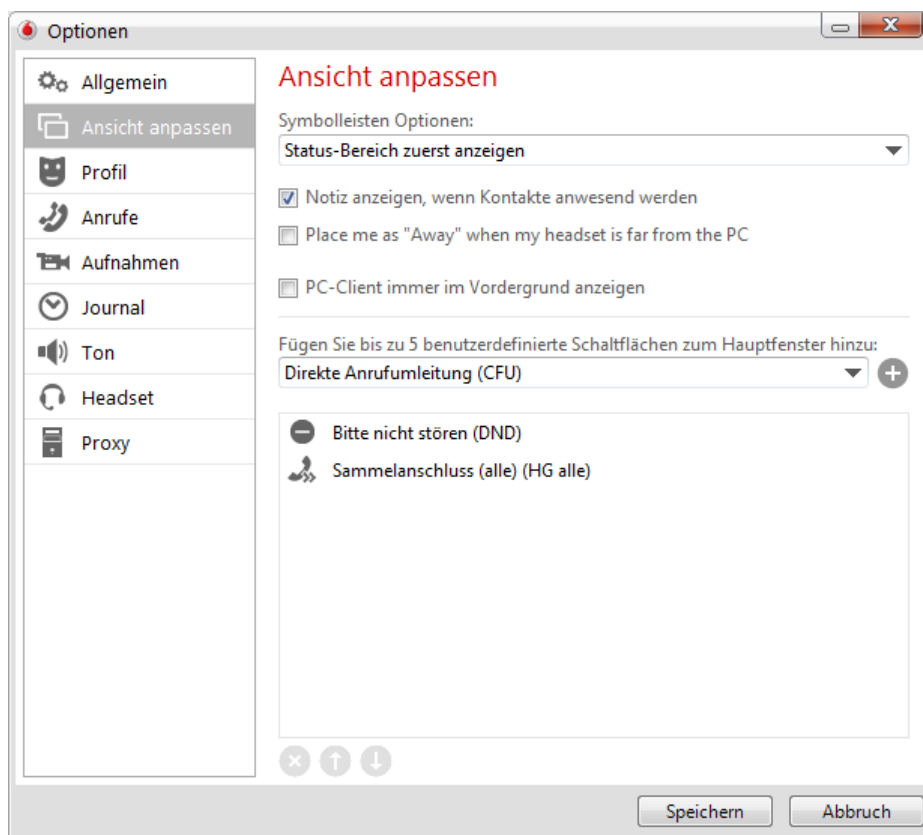 Optionen
Allgemein
Ansicht anpassen
Profil
Anrufe
Aufnahmen
Journal
Ton
Headset
Proxy
Ansicht anpassen
Symbolleisten Optionen:
Status-Bereich zuerst anzeigen
Notiz anzeigen, wenn Kontakte anwesend werden
Place me as "Away" when my headset is far from the PC
PC-Client immer im Vordergrund anzeigen
Fügen Sie bis zu 5 benutzerdefinierte Schaltflächen zum Hauptfenster hinzu:
Direkte Anrufumleitung (CFU)
Bitte nicht stören (DND)
Sammelanschluss (alle) (HG alle)
Speichern
Abbruch